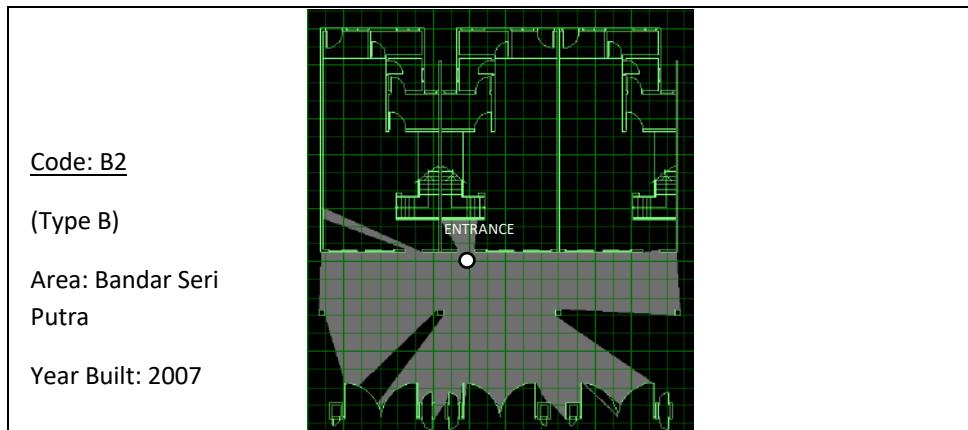 Code: B2
(Type B)
Area: Bandar Seri
Putra
Year Built: 2007
ENTRANCE